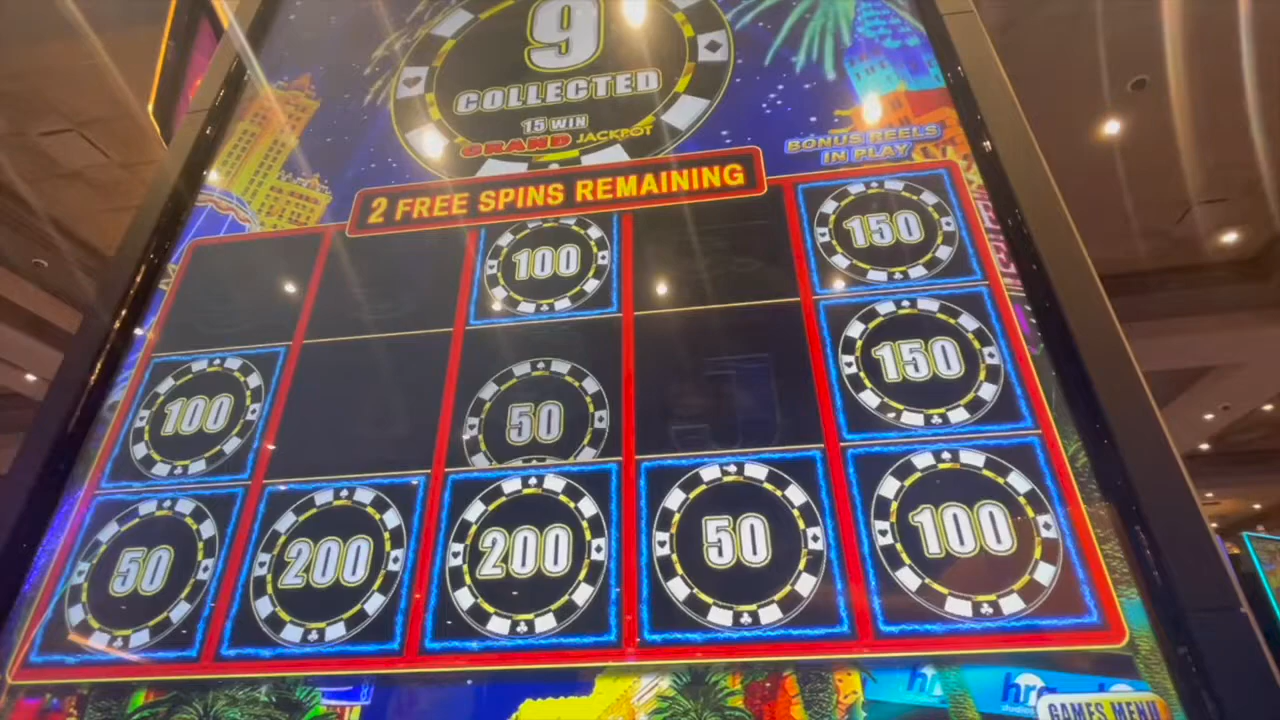 9
COLLECTED
15 WIN
GRAND JACKPOT
BONUS REELS
IN PLAY
2 FREE SPINS REMAINING
100
150
100
50
150
50
200
200
50
100
GAMES MENU